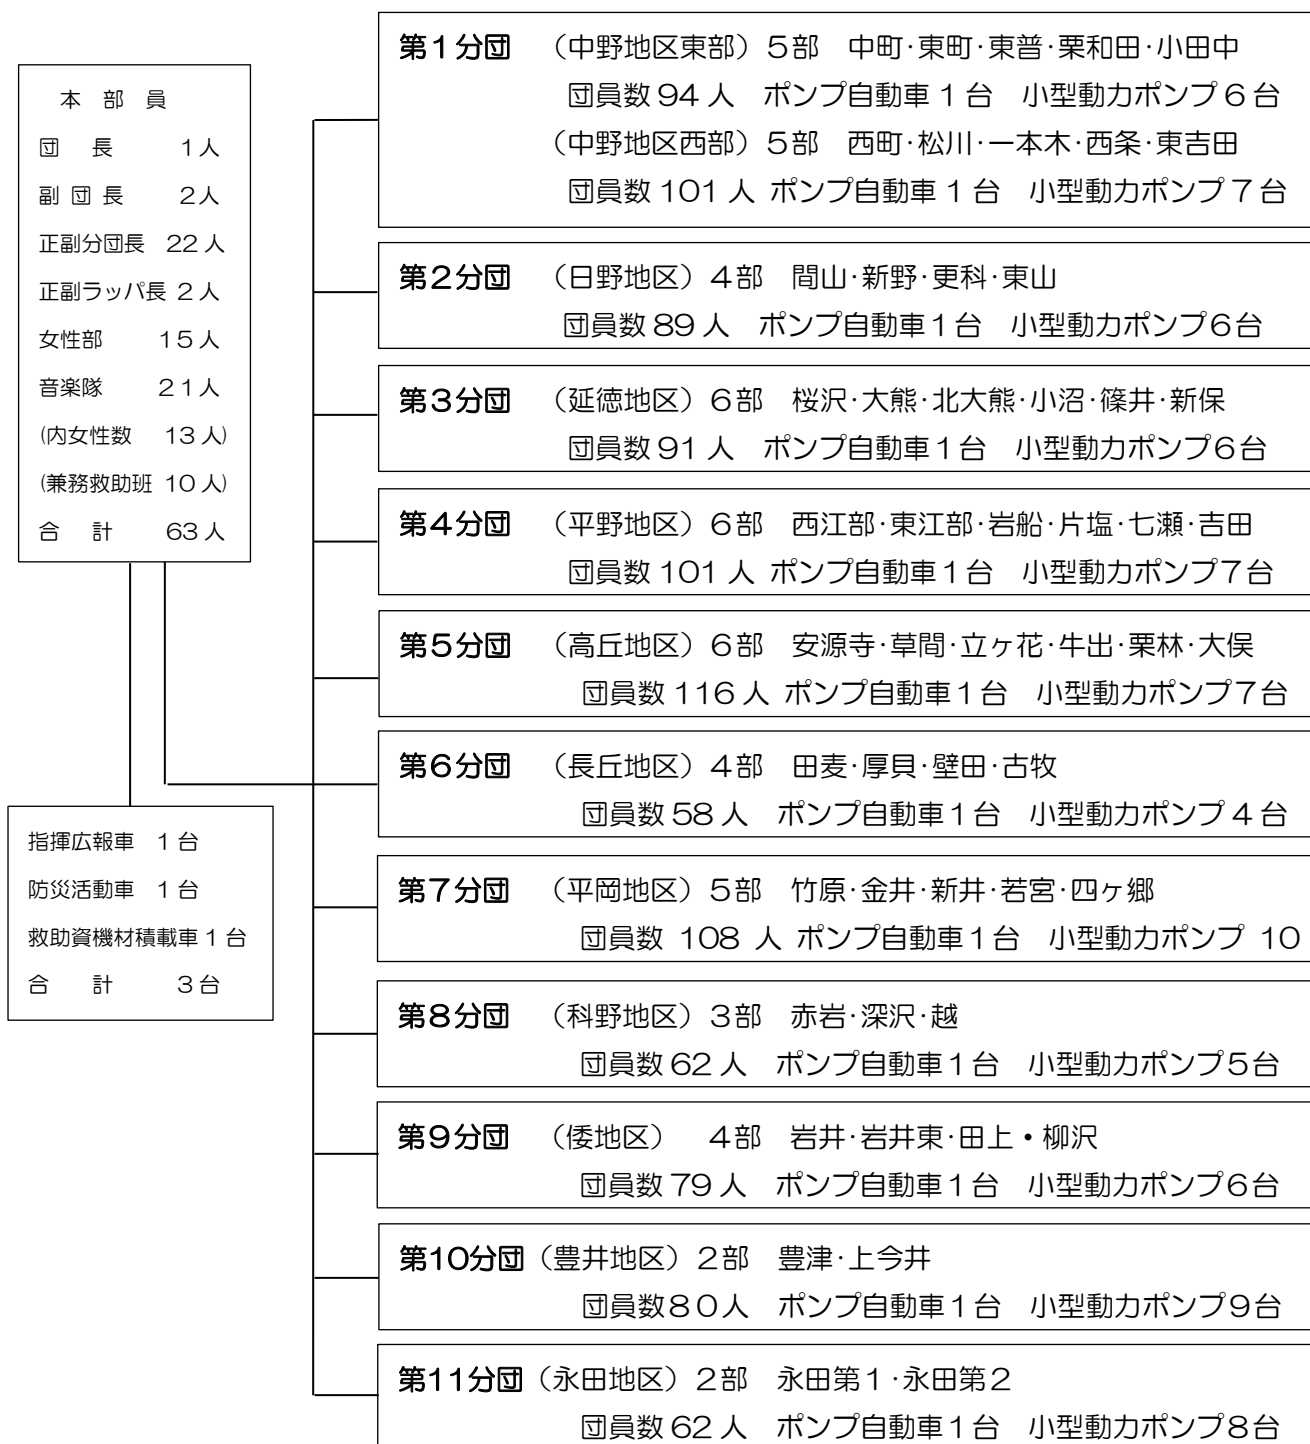 本 部 員
団 長 1人
副 団 長 2人
正副分団長 22人
正副ラッパ長 2人
女性部 15人
音楽隊 21人
(内女性数 13人)
(兼務救助班 10人)
合 計 63人
指揮広報車 1台
防災活動車 1台
救助資機材積載車1台
合 計 3台
第1分団 （中野地区東部）5部 中町・東町・東普・栗和田・小田中
団員数94人 ポンプ自動車1台 小型動力ポンプ6台
（中野地区西部）5部 西町・松川・一本木・西条・東吉田
団員数101人 ポンプ自動車1台 小型動力ポンプ7台
第2分団 （日野地区）4部 間山・新野・更科・東山
団員数89人 ポンプ自動車1台 小型動力ポンプ6台
第3分団 （延徳地区）6部 桜沢・大熊・北大熊・小沼・篠井・新保
団員数91人 ポンプ自動車1台 小型動力ポンプ6台
第4分団 （平野地区）6部 西江部・東江部・岩船・片塩・七瀬・吉田
団員数101人 ポンプ自動車1台 小型動力ポンプ7台
第5分団 （高丘地区）6部 安源寺・草間・立ヶ花・牛出・栗林・大俣
団員数116人 ポンプ自動車1台 小型動力ポンプ7台
第6分団 （長丘地区）4部 田麦・厚貝・壁田・古牧
団員数58人 ポンプ自動車1台 小型動力ポンプ4台
第7分団 （平岡地区）5部 竹原・金井・新井・若宮・四ヶ郷
団員数 108 人 ポンプ自動車1台 小型動力ポンプ 10
第8分団 （科野地区）3部 赤岩・深沢・越
団員数62人 ポンプ自動車1台 小型動力ポンプ5台
第9分団 （倭地区） 4部 岩井・岩井東・田上・柳沢
団員数79人 ポンプ自動車1台 小型動力ポンプ6台
第10分団（豊井地区）2部 豊津・上今井
団員数80人 ポンプ自動車1台 小型動力ポンプ9台
第11分団（永田地区）2部 永田第1・永田第2
団員数62人 ポンプ自動車1台 小型動力ポンプ8台